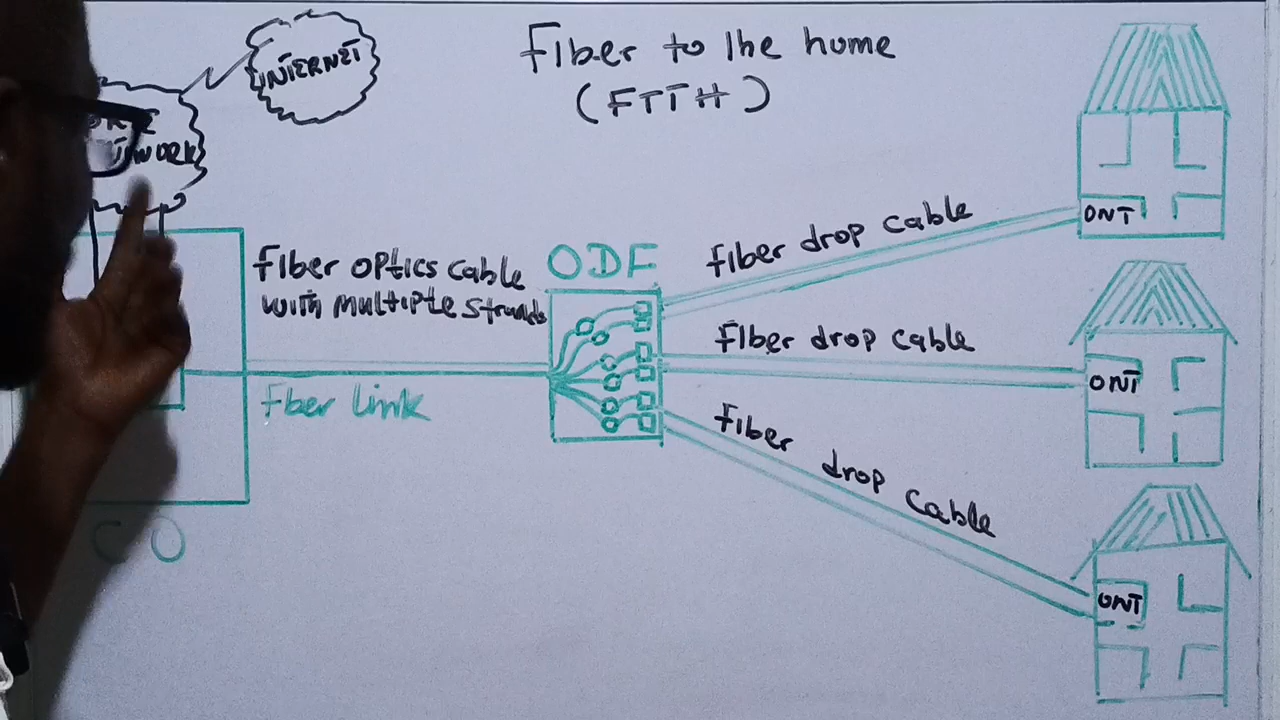 INTERNET
Fiber to the home
(FTTH)
WORK
Fiber optics cable
with multiple strands
Fiber link
CO
ODF
Fiber drop cable
Fiber drop cable
Fiber drop cable
ONT
ONT
ONT